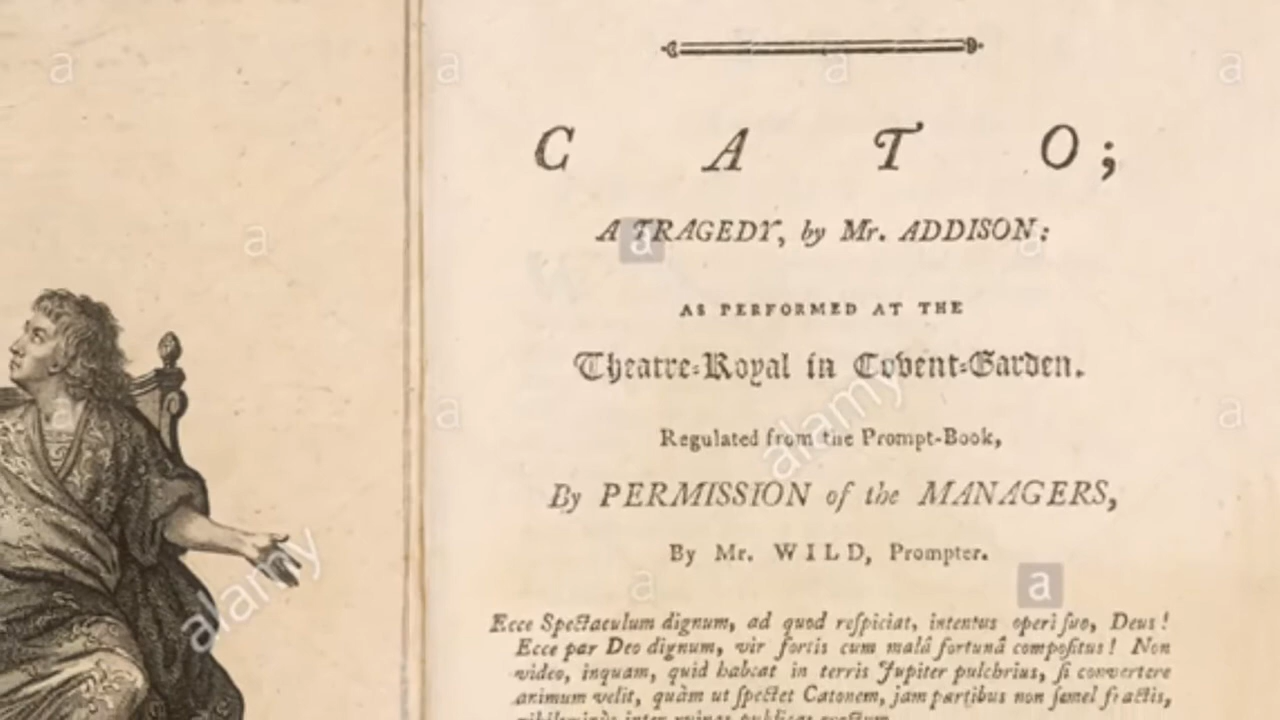 C A T O;
A TRAGEDY, by Mr. ADDISON:
AS PERFORMED AT THE
Theatre-Royal in Covent-Garden.
Regulated from the Prompt-Book,
By PERMISSION of the MANAGERS,
By Mr. WILD, Prompter.
Ecce Spectaculum dignum, ad quod reſpiciat, intentus operi ſuo, Deus!
Ecce par Deo dignum, vir fortis cum malâ fortunâ compoſitus! Non
video, inquam, quid habeat in terris Jupiter pulchrius, ſi convertere
animum velit, quàm ut ſpectet Catonem, jam partibus non ſemel fractis,
alamy
alamy